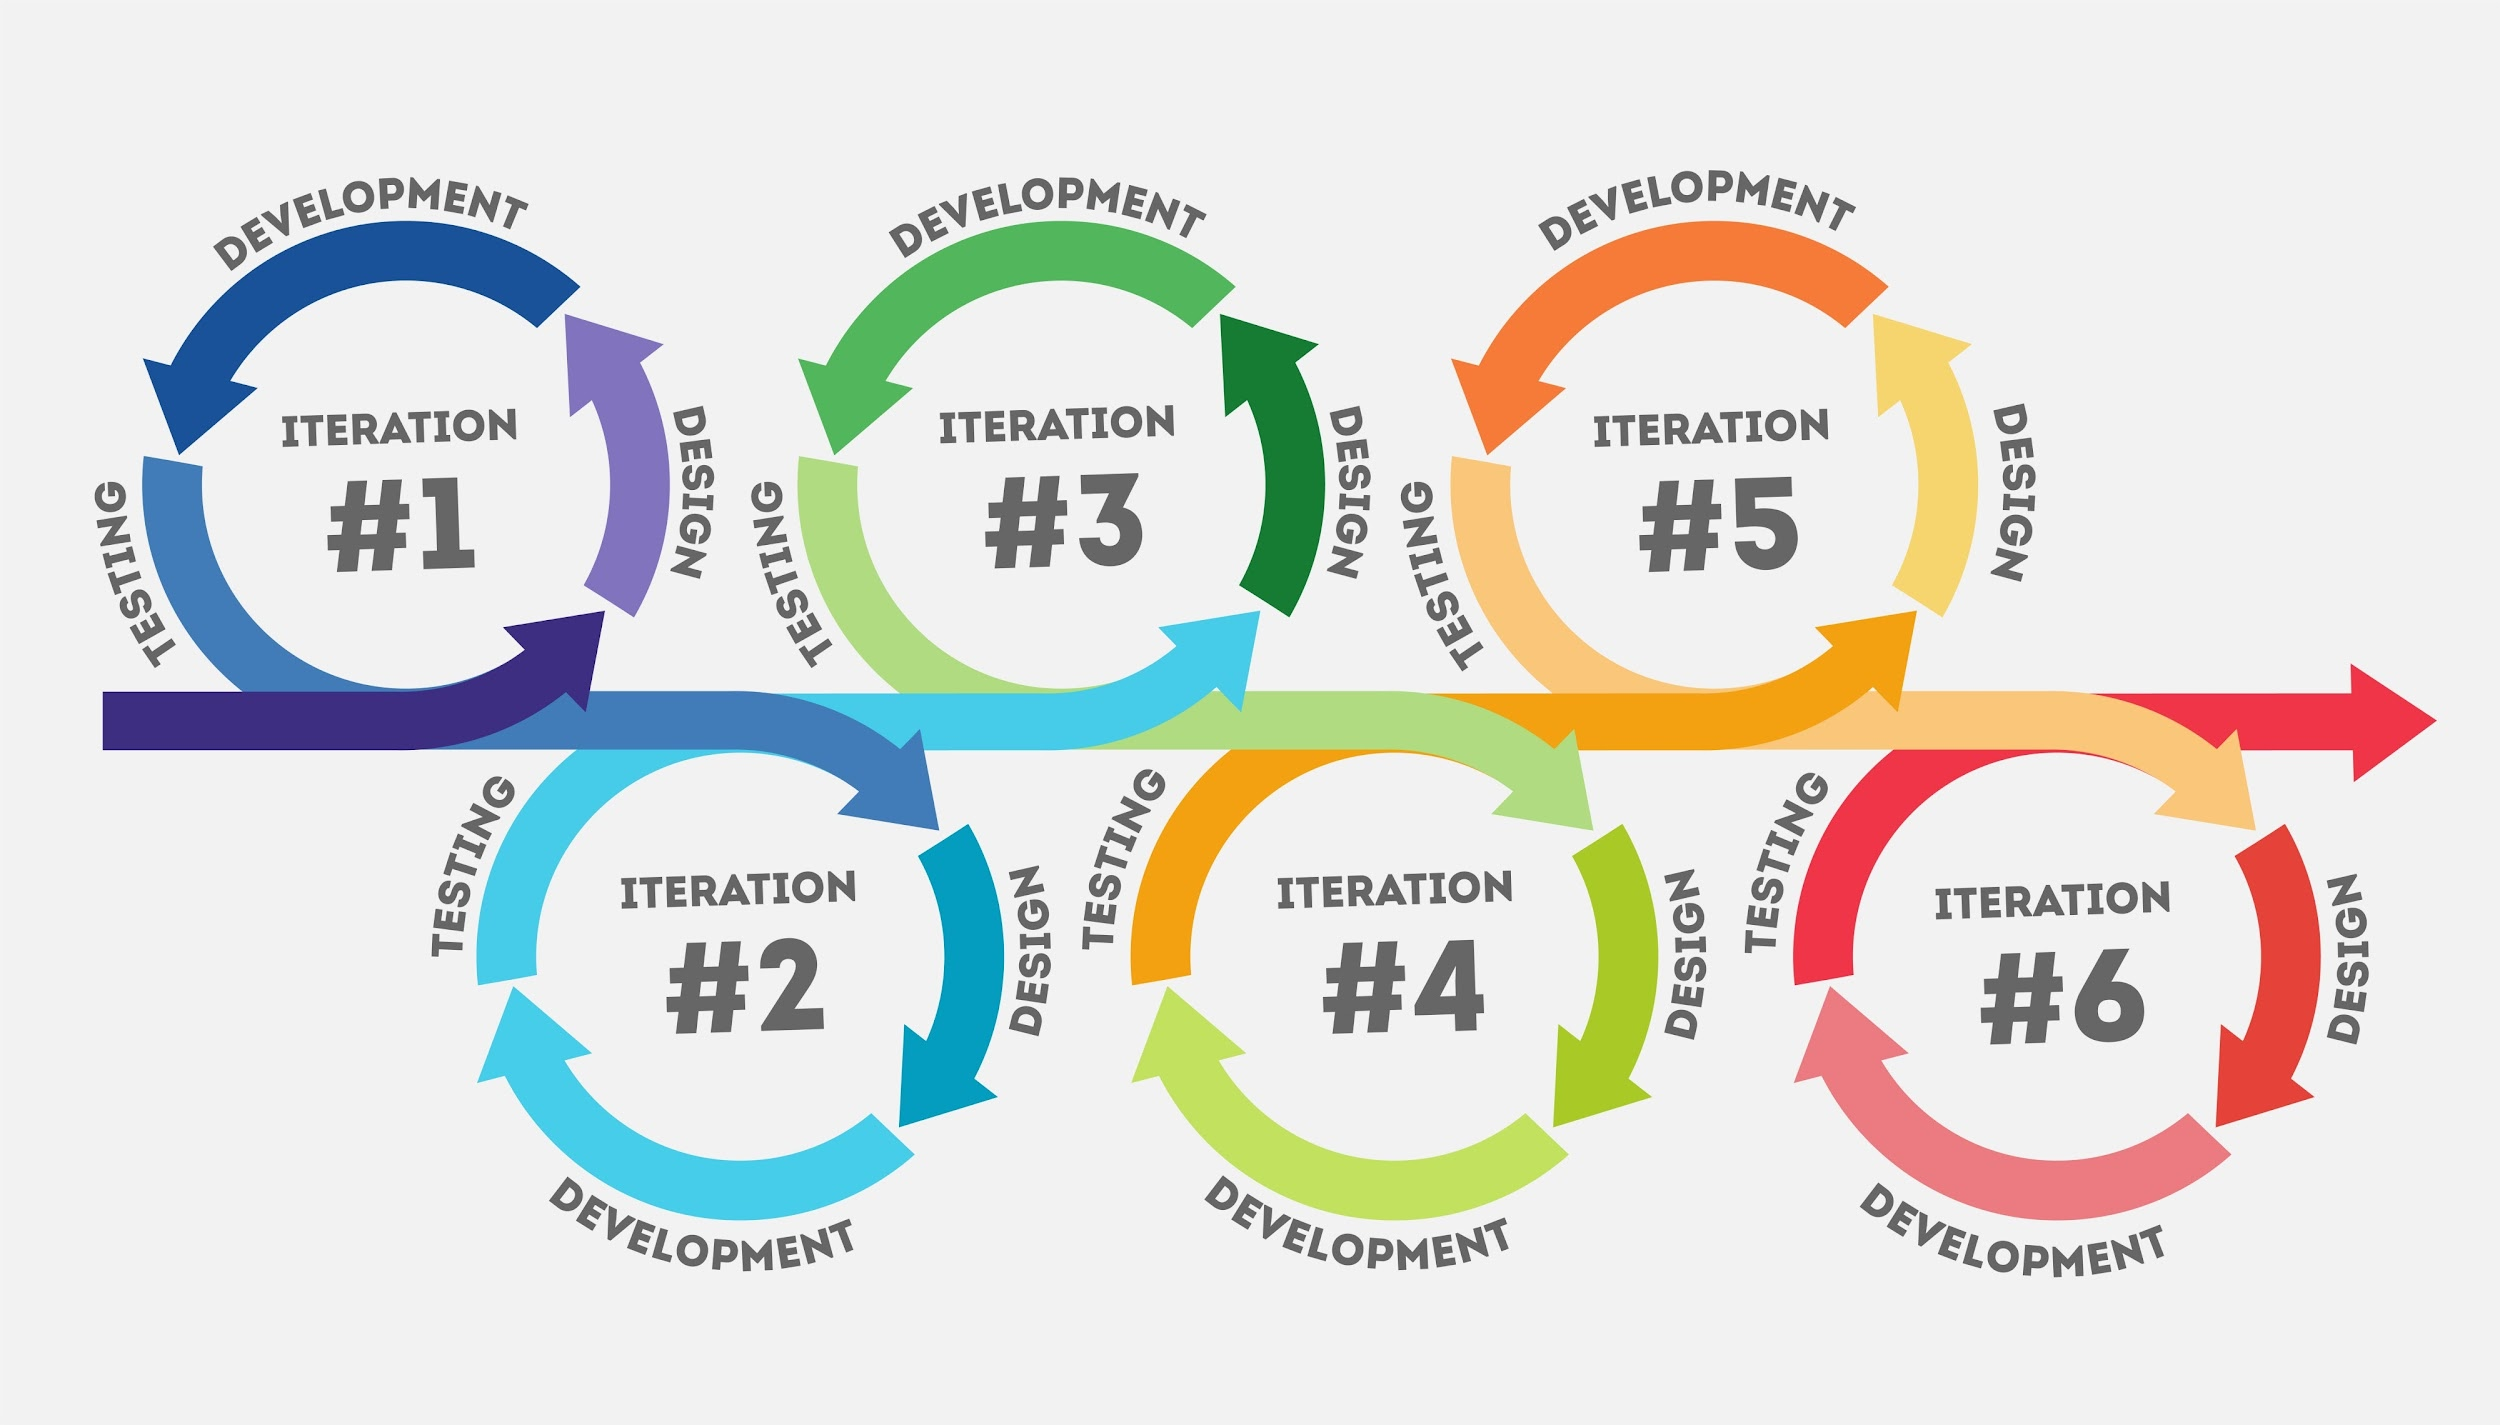 DEVELOPMENT
ITERATION
#1
DESIGN
TESTING
DEVELOPMENT
ITERATION
#3
DESIGN
TESTING
DEVELOPMENT
ITERATION
#5
DESIGN
TESTING
TESTING
ITERATION
#2
DESIGN
DEVELOPMENT
TESTING
ITERATION
#4
DESIGN
DEVELOPMENT
TESTING
ITERATION
#6
DESIGN
DEVELOPMENT